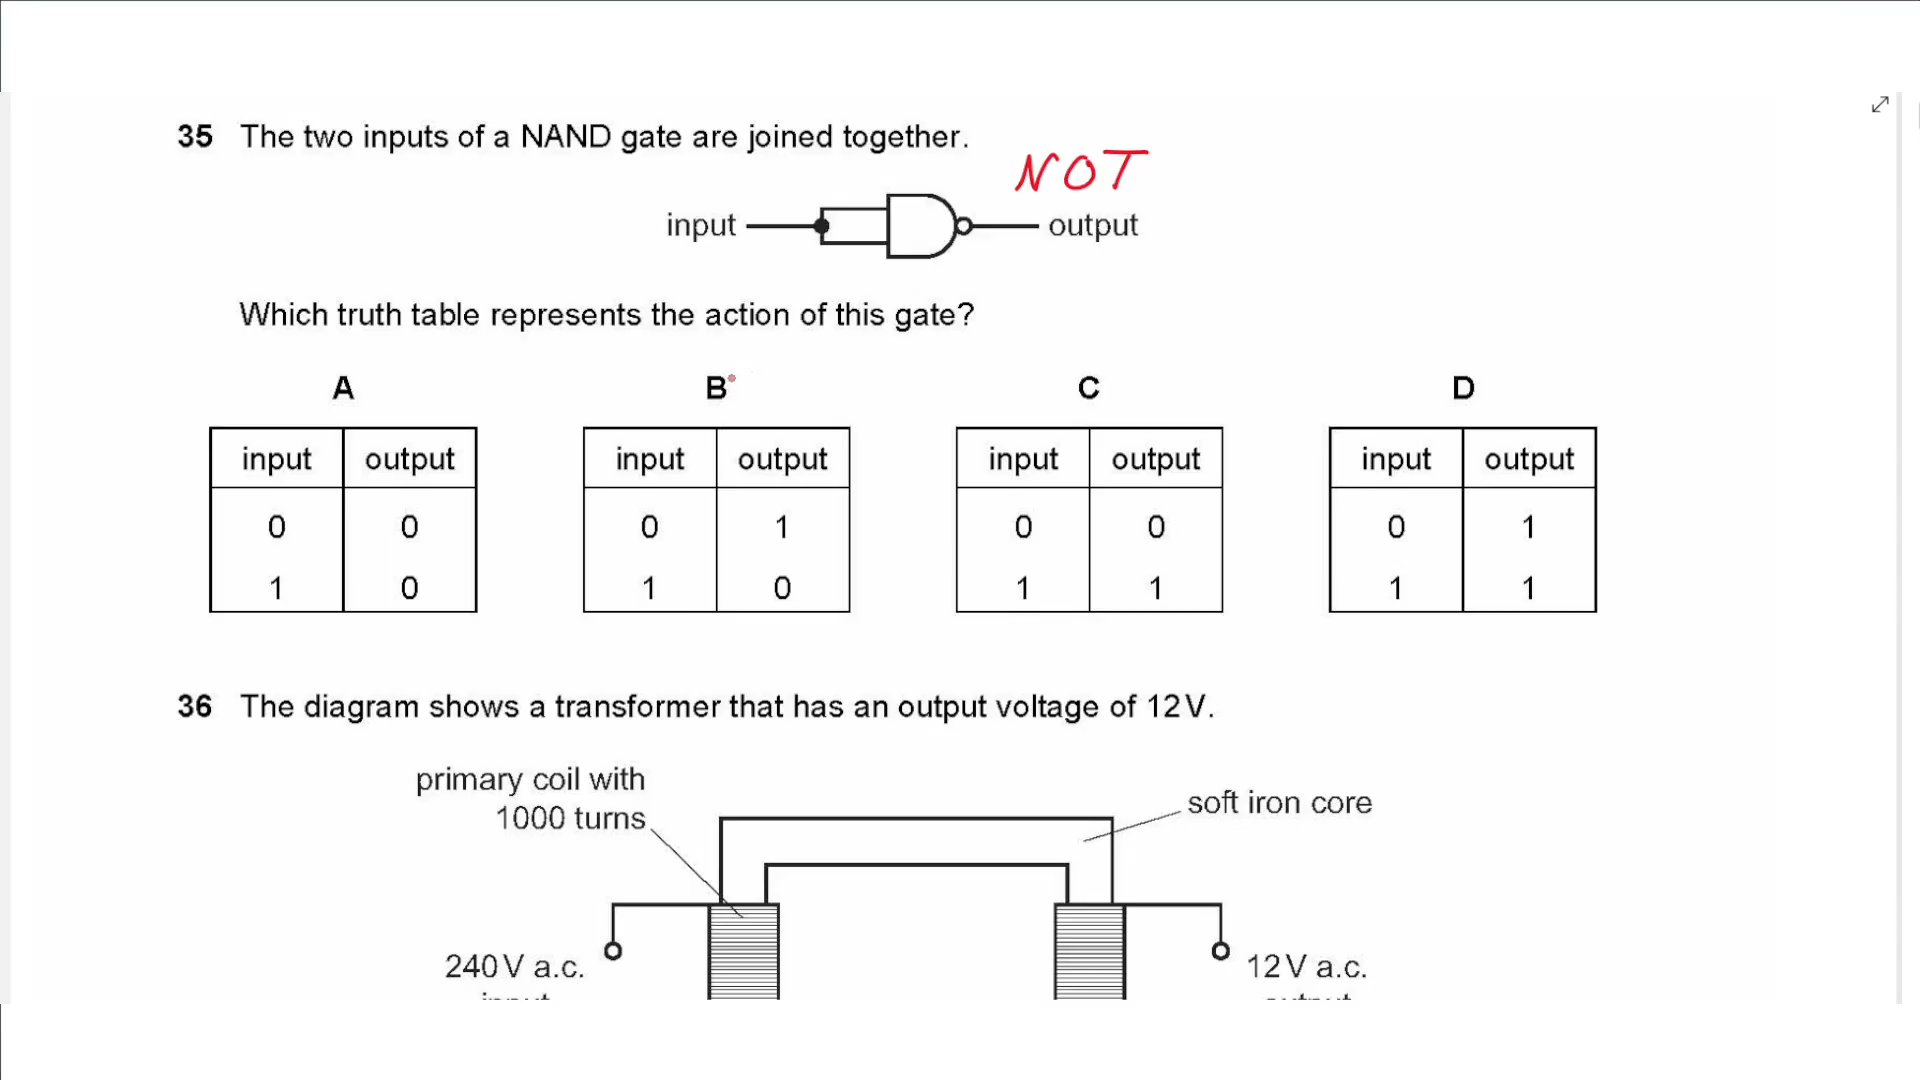 35 The two inputs of a NAND gate are joined together.
NOT
input output
Which truth table represents the action of this gate?
A B C D
input output input output input output input output
0 0 0 1 0 0 0 1
1 0 1 0 1 1 1 1
36 The diagram shows a transformer that has an output voltage of 12 V.
primary coil with
1000 turns
soft iron core
240 V a.c.
12 V a.c.